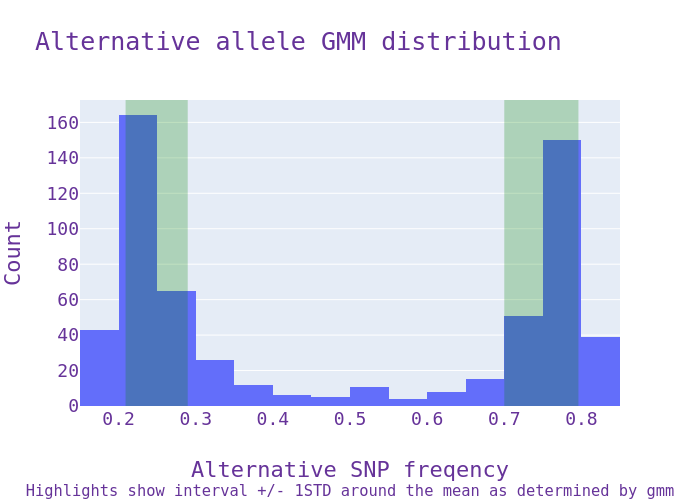 Alternative allele GMM distribution
160
140
120
100
80
60
40
20
0
Count
0.2 0.3 0.4 0.5 0.6 0.7 0.8
Alternative SNP freqency
Highlights show interval +/- 1STD around the mean as determined by gmm